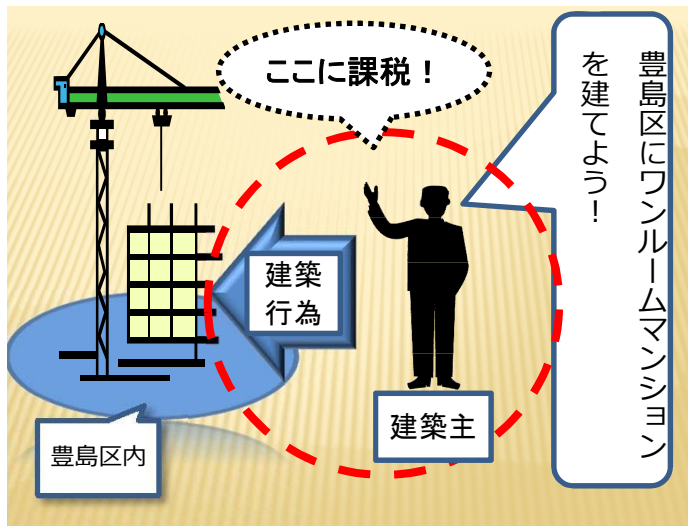 ここに課税！
豊島区にワンルームマンション
を建てよう！
建築
行為
建築主
豊島区内